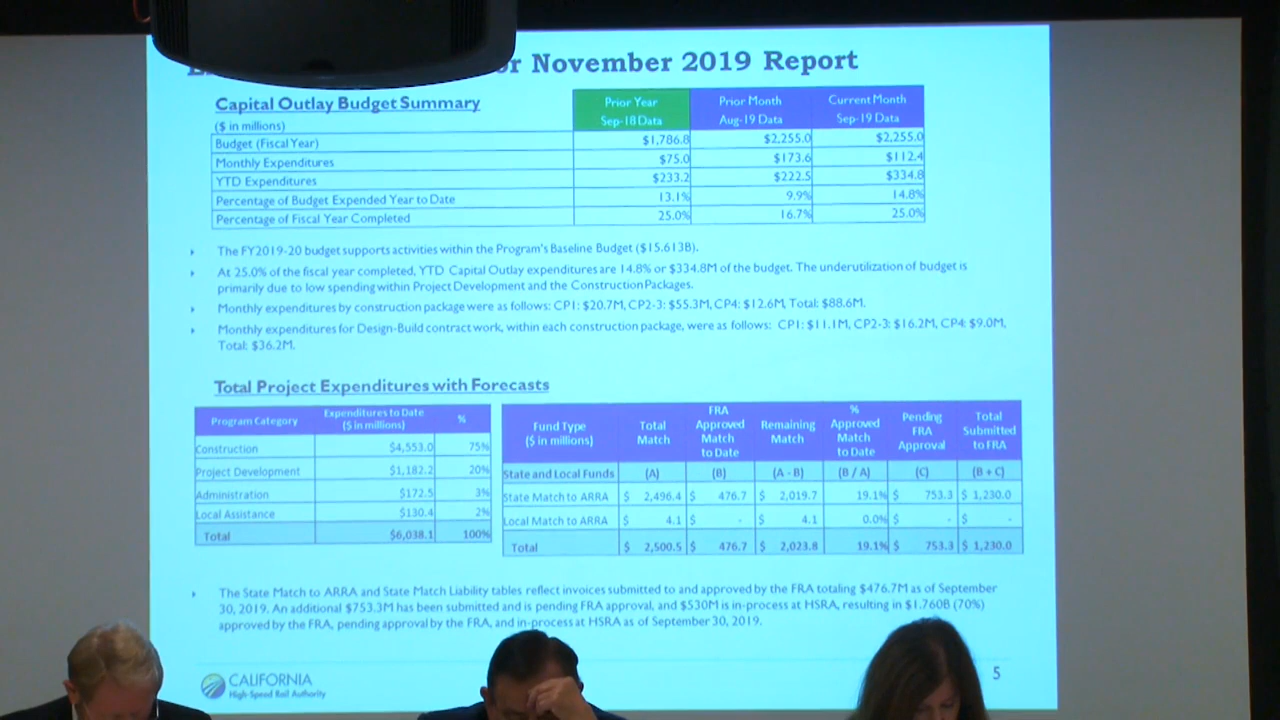 or November 2019 Report
Capital Outlay Budget Summary
($ in millions)
Prior Year Sep-18 Data | Prior Month Aug-19 Data | Current Month Sep-19 Data
Budget (Fiscal Year) $1,786.8 $2,255.0 $2,255.0
Monthly Expenditures $75.0 $173.6 $112.4
YTD Expenditures $233.2 $222.5 $334.8
Percentage of Budget Expended Year to Date 13.1% 9.9% 14.8%
Percentage of Fiscal Year Completed 25.0% 16.7% 25.0%
The FY2019-20 budget supports activities within the Program's Baseline Budget ($15.613B).
At 25.0% of the fiscal year completed, YTD Capital Outlay expenditures are 14.8% or $334.8M of the budget. The underutilization of budget is
primarily due to low spending within Project Development and the Construction Packages.
Monthly expenditures by construction package were as follows: CP1: $20.7M, CP2-3: $55.3M, CP4: $12.6M, Total: $88.6M.
Monthly expenditures for Design-Build contract work, within each construction package, were as follows: CP1: $11.1M, CP2-3: $16.2M, CP4: $9.0M,
Total: $36.2M.
Total Project Expenditures with Forecasts
Program Category | Expenditures to Date ($ in millions) | %
Construction $4,553.0 75%
Project Development $1,182.2 20%
Administration $172.5 3%
Local Assistance $130.4 2%
Total $6,038.1 100%
Fund Type ($ in millions) | Total Match | FRA Approved Match to Date | Remaining Match | % Approved Match to Date | Pending FRA Approval | Total Submitted to FRA
State and Local Funds (A) (B) (A - B) (B / A) (C) (B + C)
State Match to ARRA $ 2,496.4 $ 476.7 $ 2,019.7 19.1% $ 753.3 $ 1,230.0
Local Match to ARRA $ 4.1 $ - $ 4.1 0.0% $ - $ -
Total $ 2,500.5 $ 476.7 $ 2,023.8 19.1% $ 753.3 $ 1,230.0
The State Match to ARRA and State Match Liability tables reflect invoices submitted to and approved by the FRA totaling $476.7M as of September
30, 2019. An additional $753.3M has been submitted and is pending FRA approval, and $530M is in-process at HSRA, resulting in $1.760B (70%)
approved by the FRA, pending approval by the FRA, and in-process at HSRA as of September 30, 2019.
CALIFORNIA
High-Speed Rail Authority
5